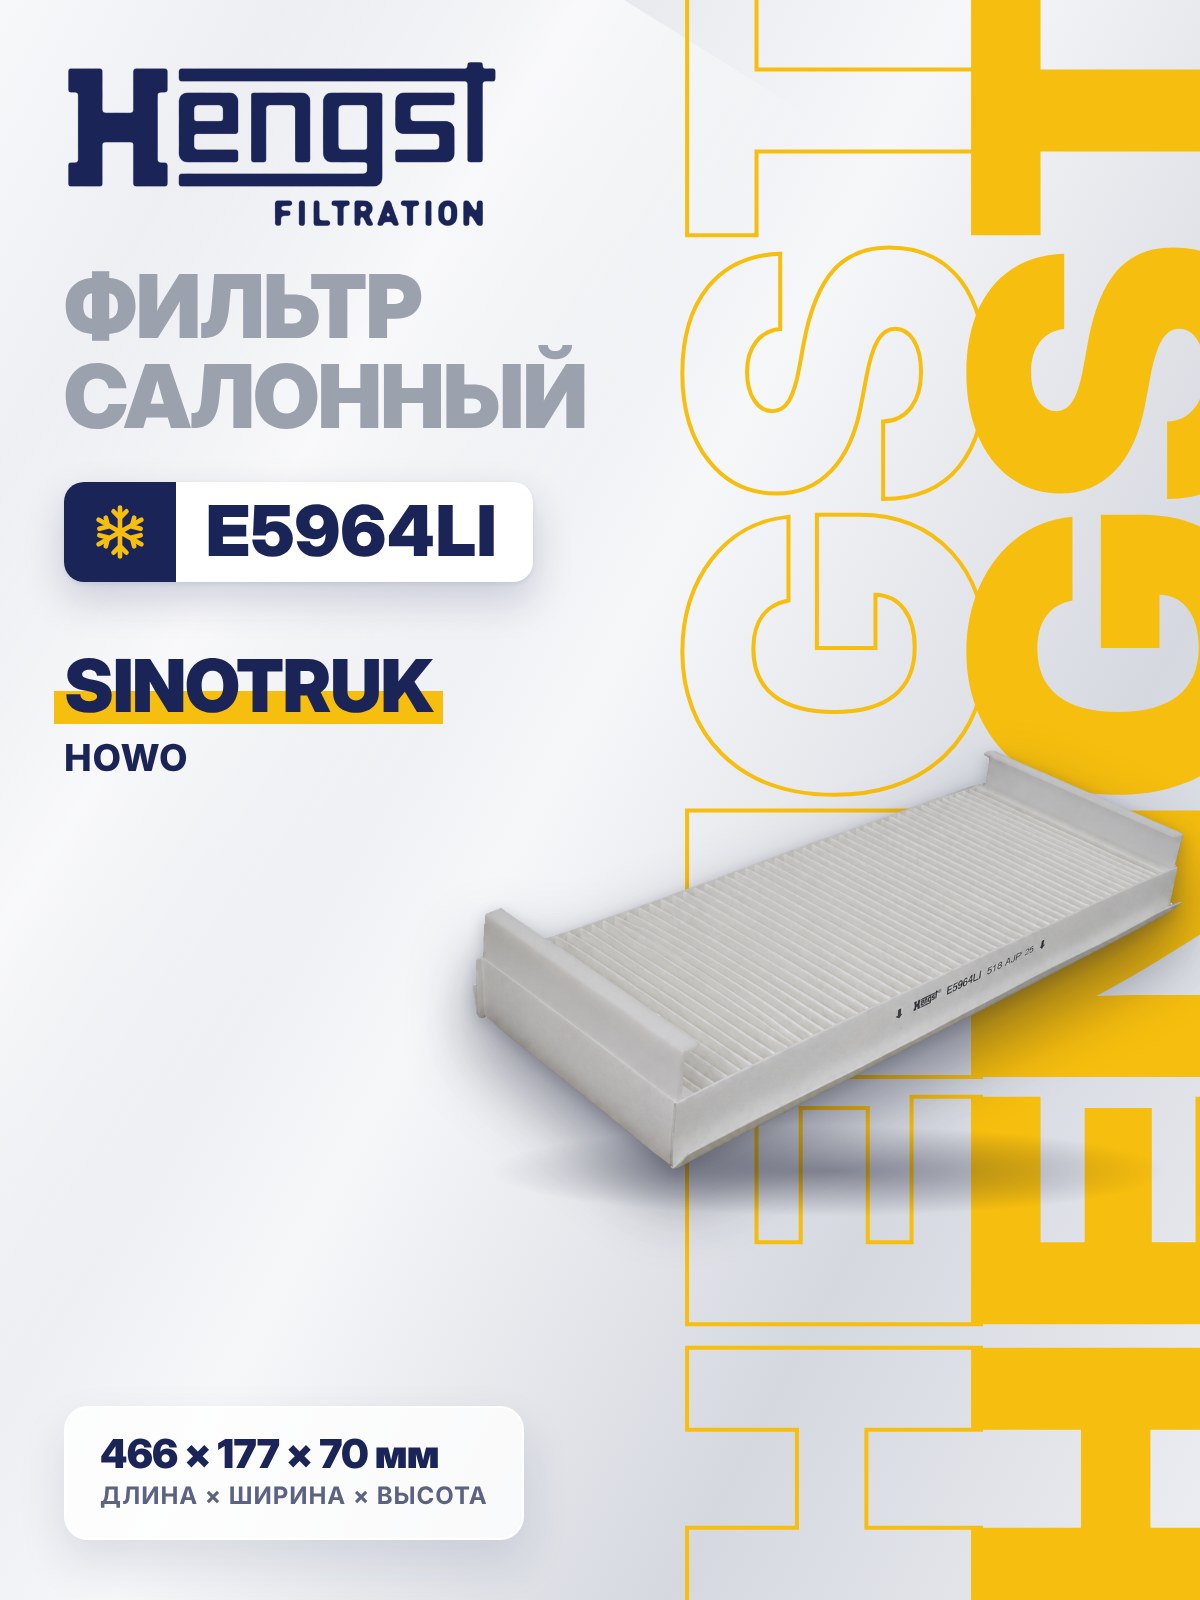 Hengst
FILTRATION
ФИЛЬТР
САЛОННЫЙ
E5964LI
SINOTRUK
HOWO
HENGST
HENGST
Hengst E5964LI 518 AJP 25
466 × 177 × 70 мм
ДЛИНА × ШИРИНА × ВЫСОТА